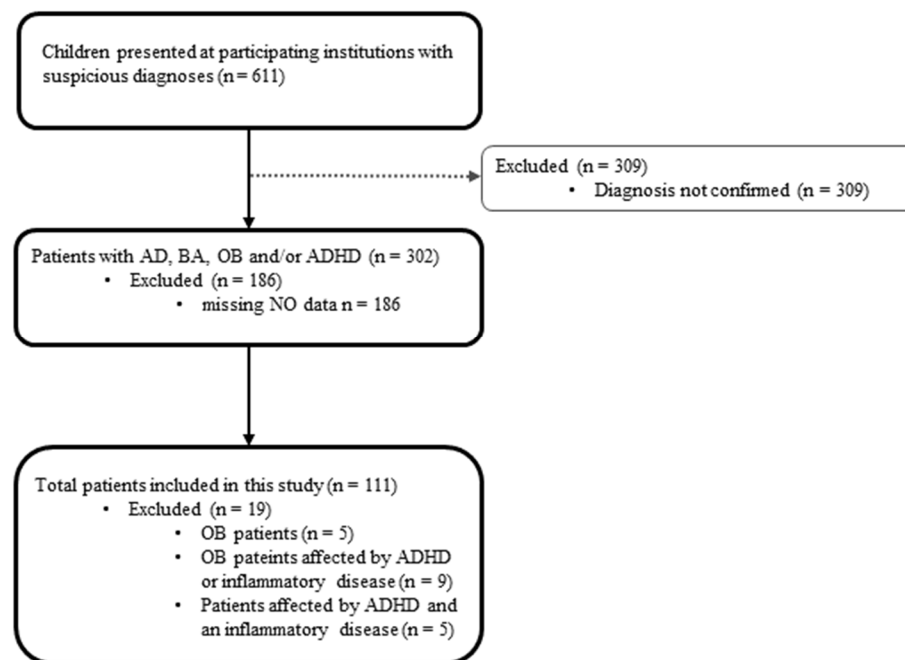 Children presented at participating institutions with
suspicious diagnoses (n = 611)
Excluded (n = 309)
• Diagnosis not confirmed (n = 309)
Patients with AD, BA, OB and/or ADHD (n = 302)
• Excluded (n = 186)
• missing NO data n = 186
Total patients included in this study (n = 111)
• Excluded (n = 19)
• OB patients (n = 5)
• OB pateints affected by ADHD
or inflammatory disease (n = 9)
• Patients affected by ADHD and
an inflammatory disease (n = 5)